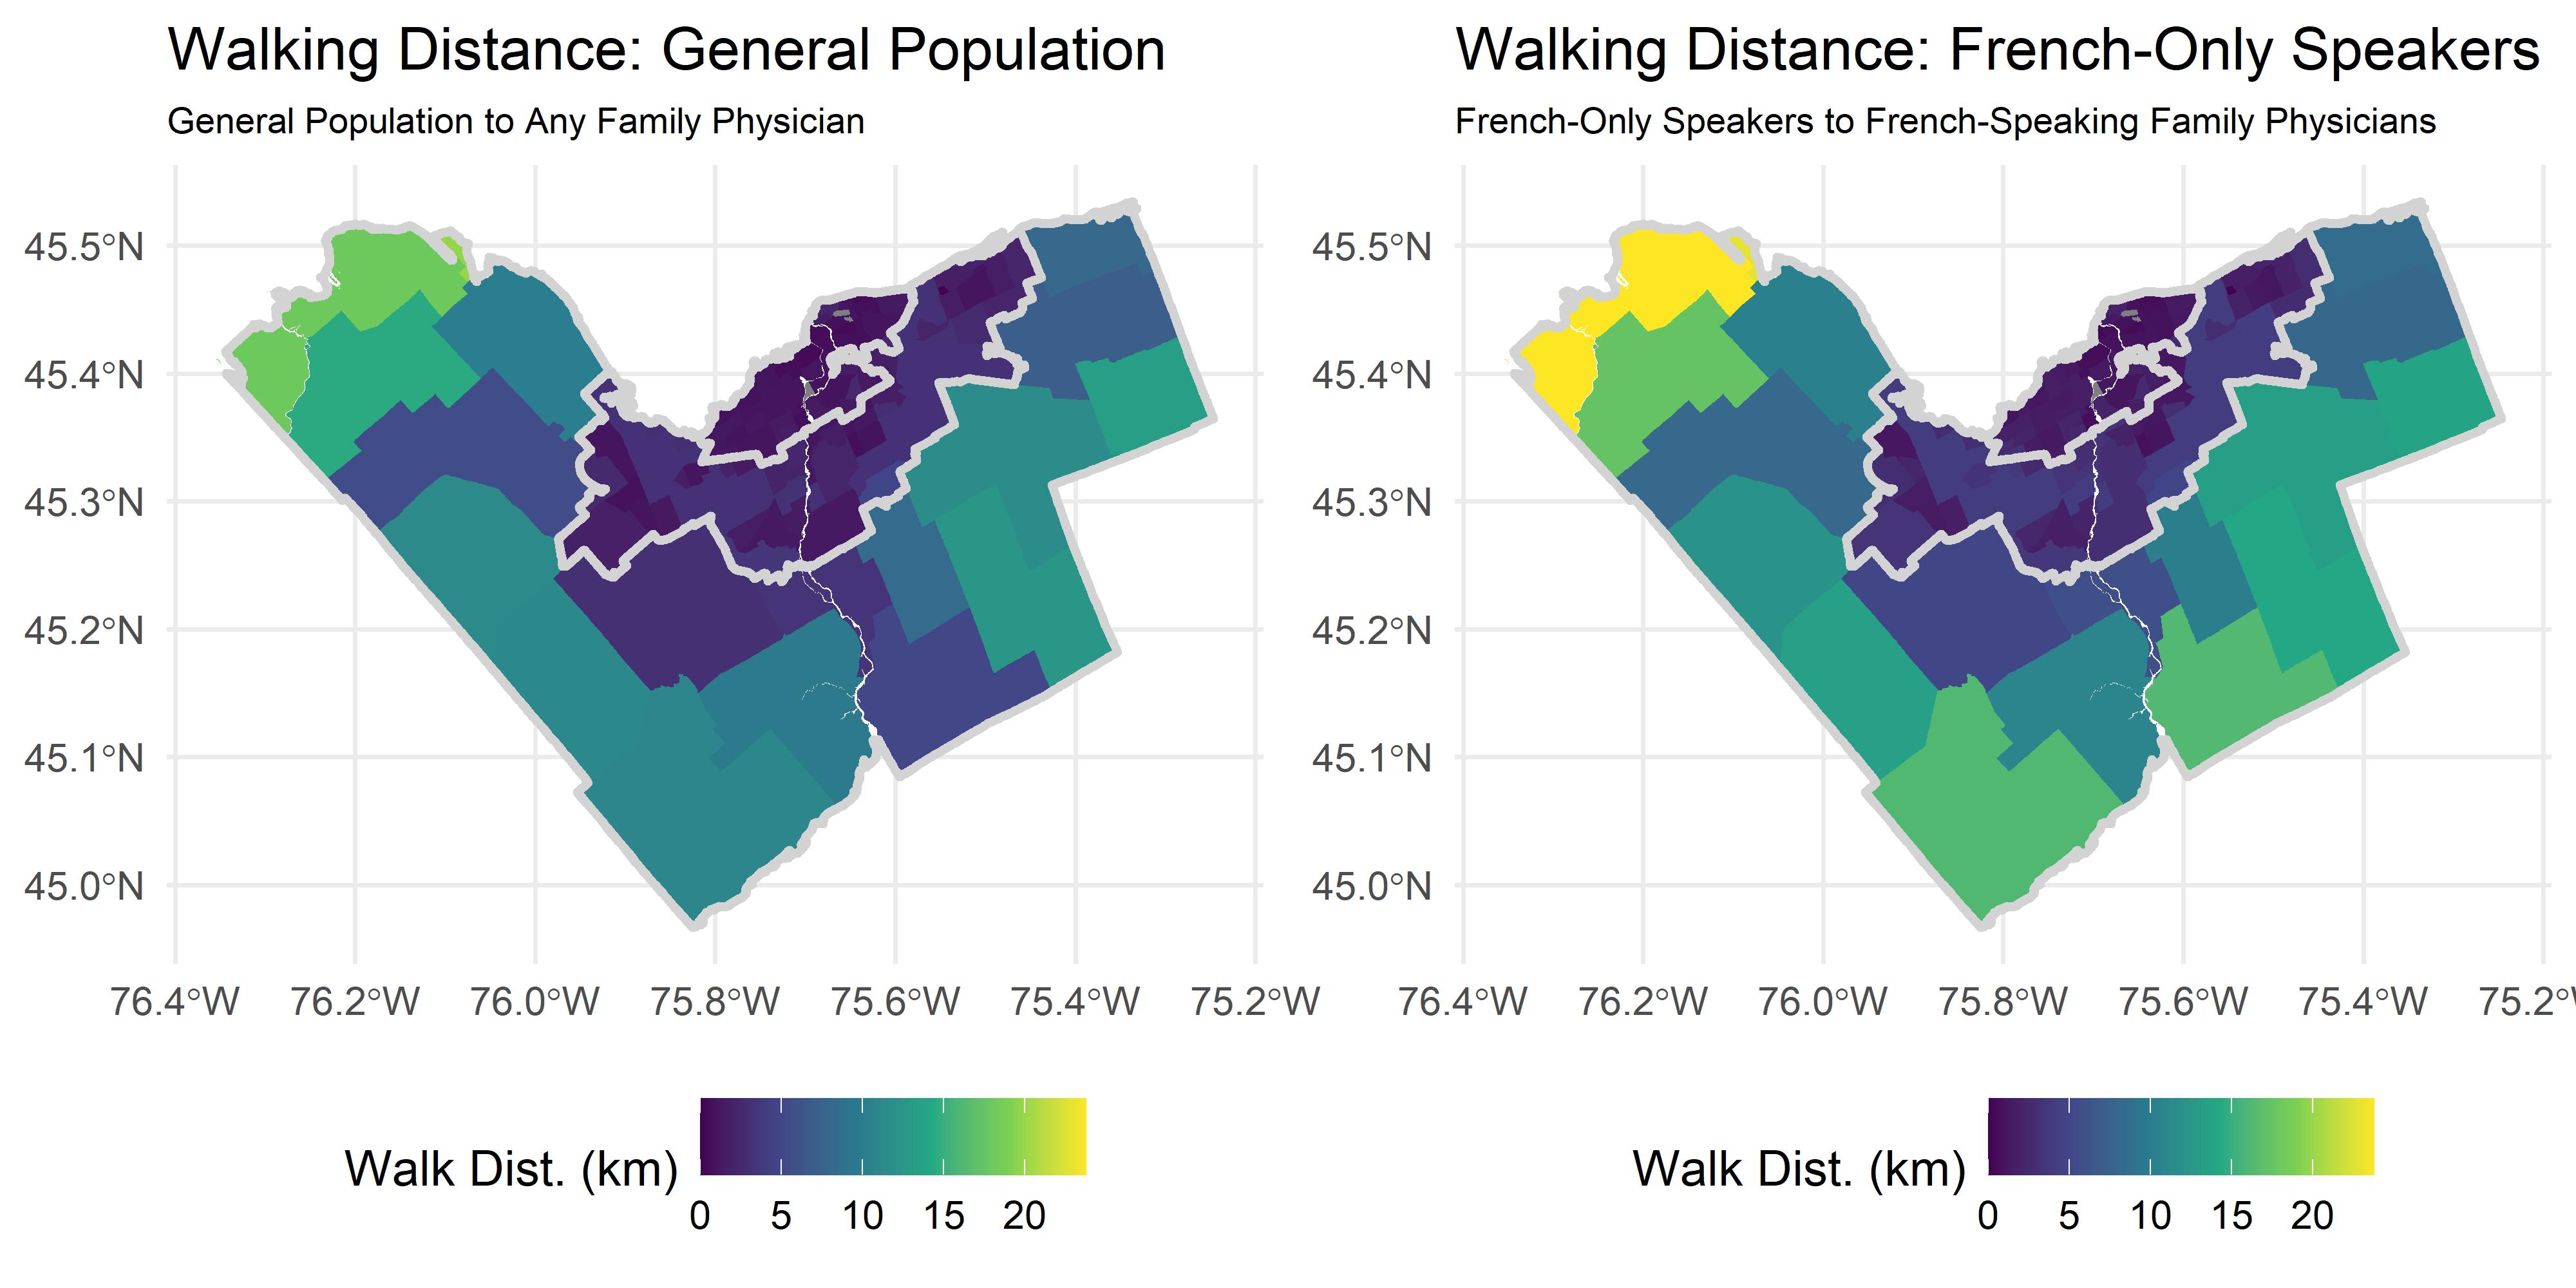 Walking Distance: General Population
General Population to Any Family Physician
45.5°N
45.4°N
45.3°N
45.2°N
45.1°N
45.0°N
76.4°W 76.2°W 76.0°W 75.8°W 75.6°W 75.4°W 75.2°W
Walk Dist. (km)
0 5 10 15 20
Walking Distance: French-Only Speakers
French-Only Speakers to French-Speaking Family Physicians
45.5°N
45.4°N
45.3°N
45.2°N
45.1°N
45.0°N
76.4°W 76.2°W 76.0°W 75.8°W 75.6°W 75.4°W 75.2°W
Walk Dist. (km)
0 5 10 15 20